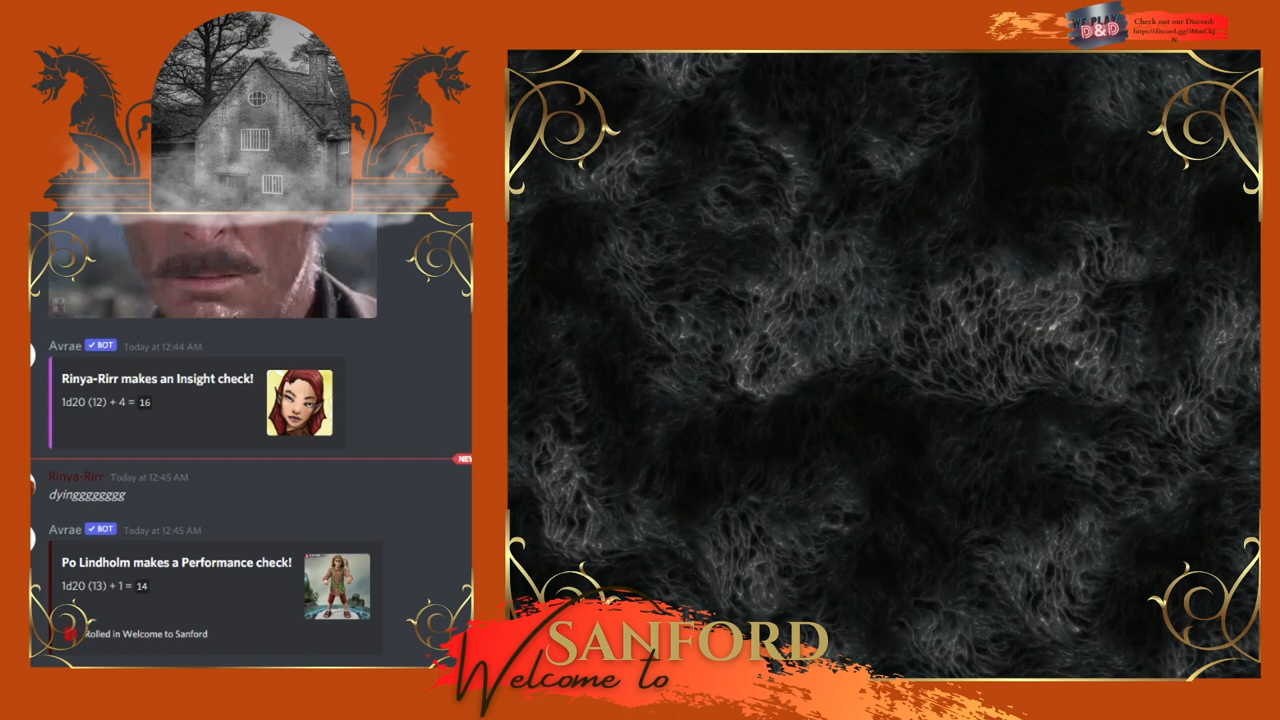 WE PLAY
D&D
Check out our Discord:
Avrae ✓ BOT Today at 12:44 AM
Rinya-Rirr makes an Insight check!
1d20 (12) + 4 = 16
NEW
Rinya-Rirr Today at 12:45 AM
dyingggggggg
Avrae ✓ BOT Today at 12:45 AM
Po Lindholm makes a Performance check!
1d20 (13) + 1 = 14
Rolled in Welcome to Sanford
SANFORD
Welcome to